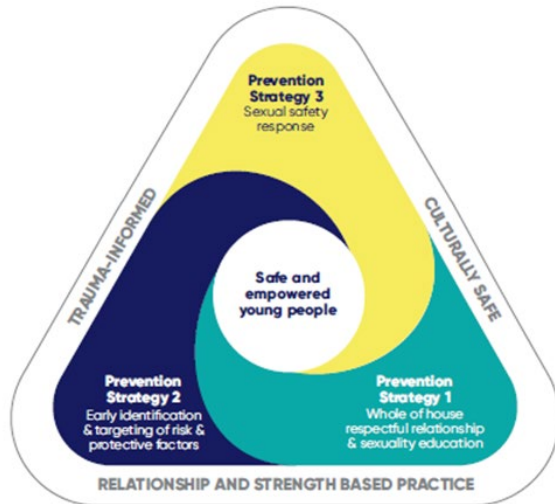 Prevention
Strategy 3
Sexual safety
response
TRAUMA-INFORMED
CULTURALLY SAFE
Safe and
empowered
young people
Prevention
Strategy 2
Early identification
& targeting of risk &
protective factors
Prevention
Strategy 1
Whole of house
respectful relationship
& sexuality education
RELATIONSHIP AND STRENGTH BASED PRACTICE